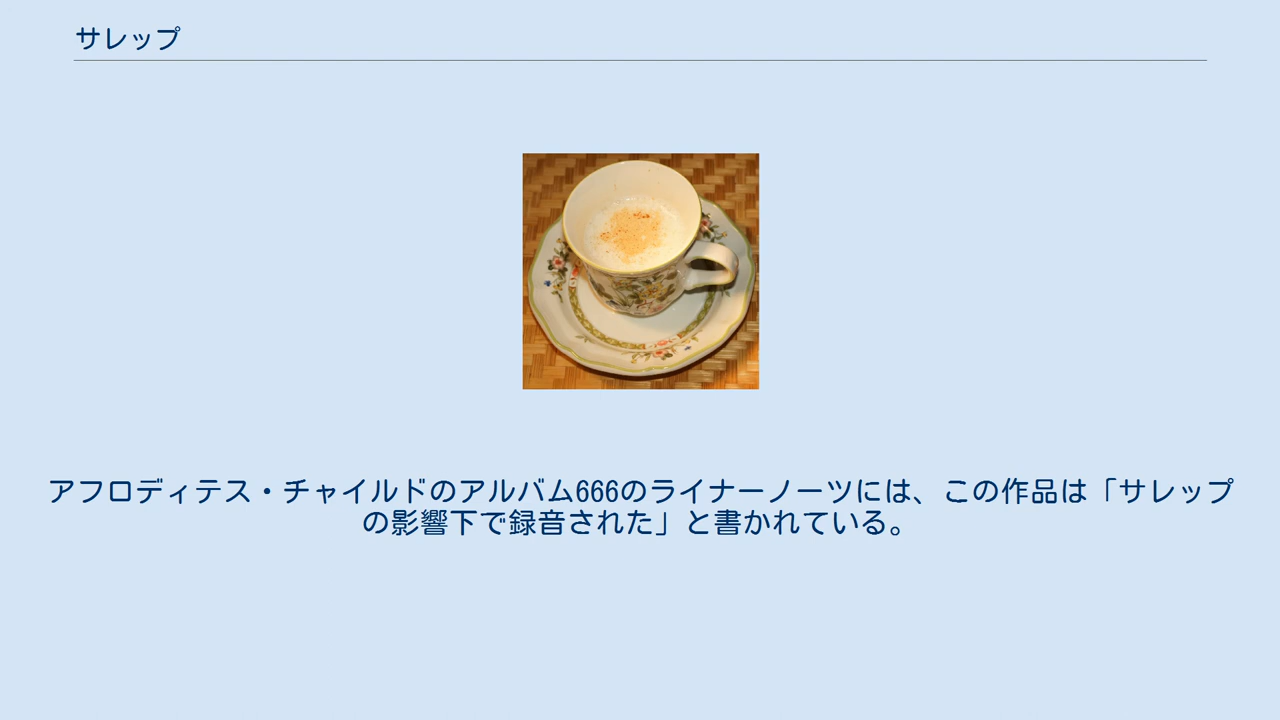 サレップ
アフロディテス・チャイルドのアルバム666のライナーノーツには、この作品は「サレップ
の影響下で録音された」と書かれている。